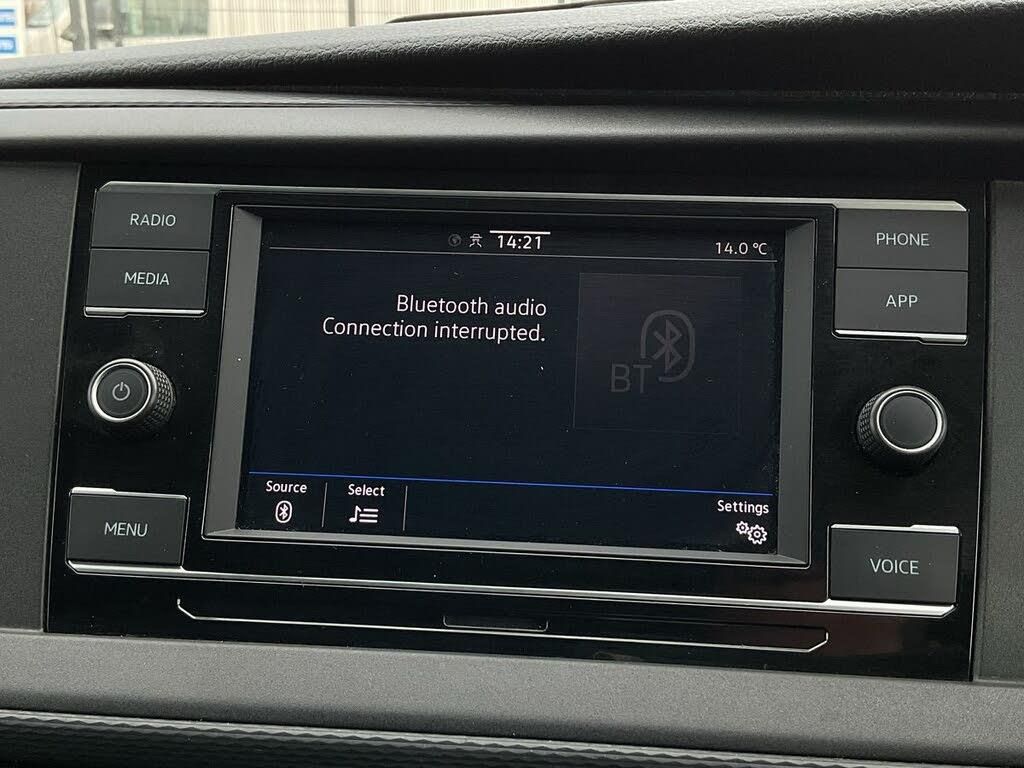 RADIO
MEDIA
14:21
14.0 °C
PHONE
APP
Bluetooth audio
Connection interrupted.
BT
Source
Select
Settings
MENU
VOICE